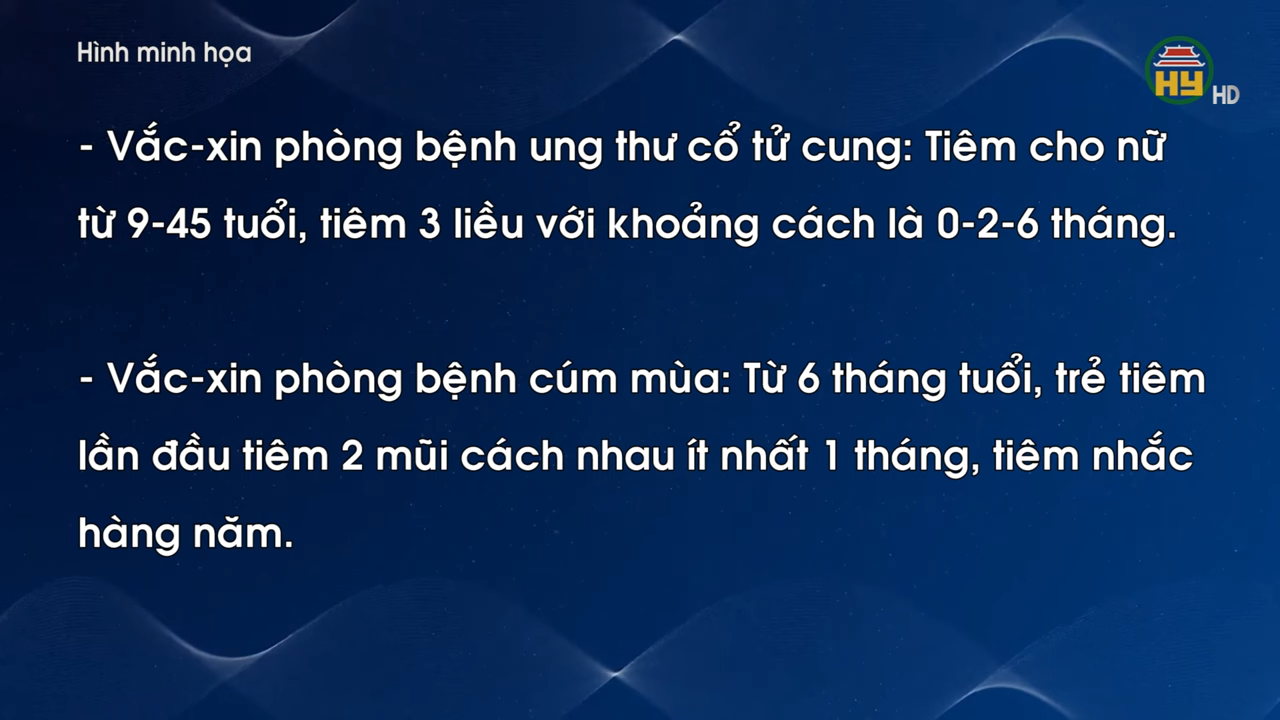 Hình minh họa
HY HD
- Vắc-xin phòng bệnh ung thư cổ tử cung: Tiêm cho nữ
từ 9-45 tuổi, tiêm 3 liều với khoảng cách là 0-2-6 tháng.
- Vắc-xin phòng bệnh cúm mùa: Từ 6 tháng tuổi, trẻ tiêm
lần đầu tiêm 2 mũi cách nhau ít nhất 1 tháng, tiêm nhắc
hàng năm.